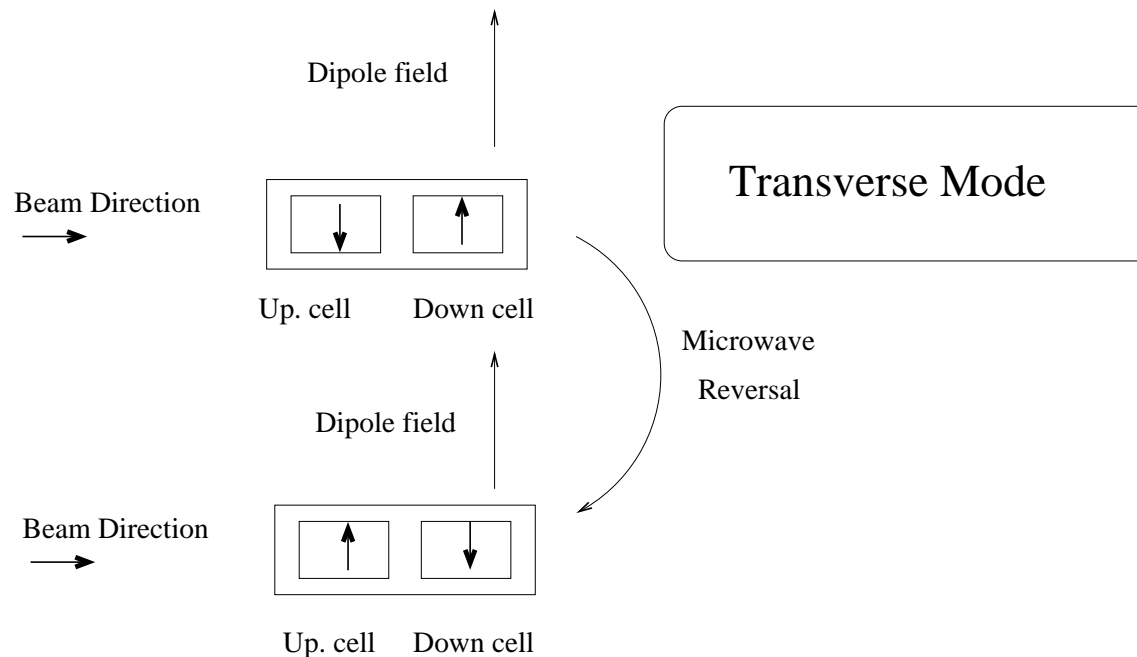 Dipole field
Transverse Mode
Beam Direction
Up. cell
Down cell
Microwave
Reversal
Dipole field
Beam Direction
Up. cell
Down cell